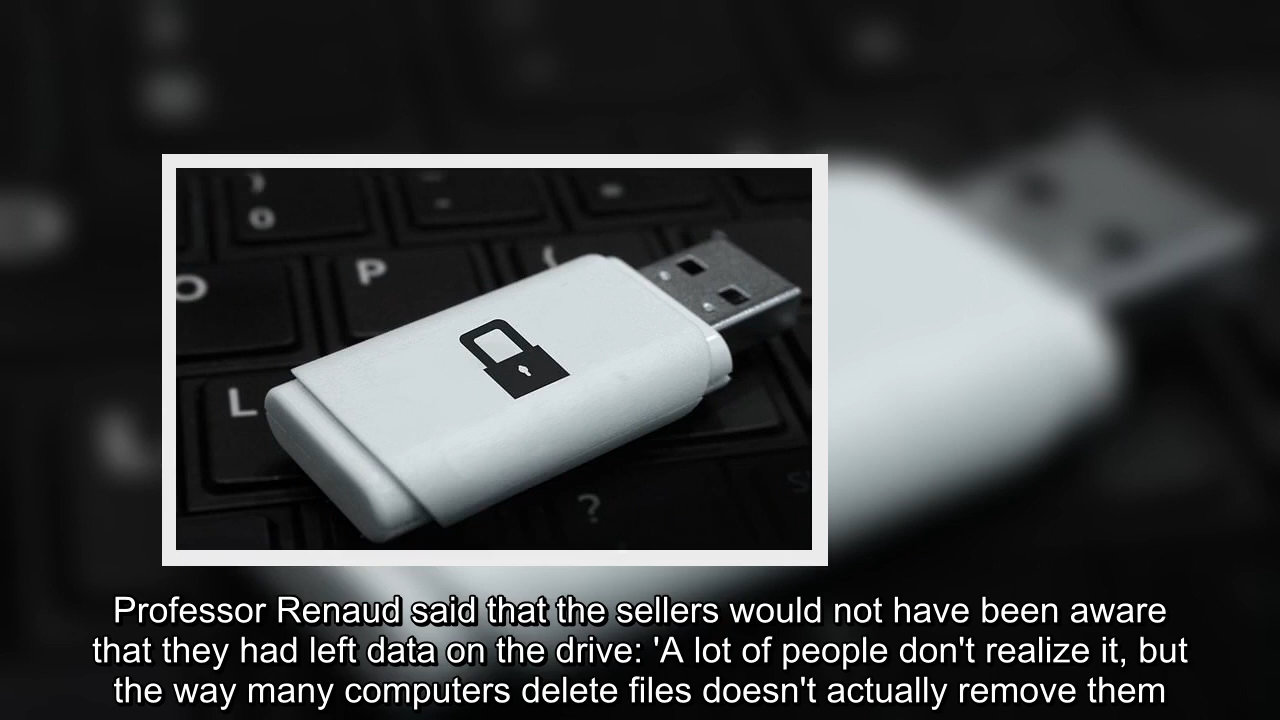 0
O
P
L
?
Professor Renaud said that the sellers would not have been aware
that they had left data on the drive: 'A lot of people don't realize it, but
the way many computers delete files doesn't actually remove them